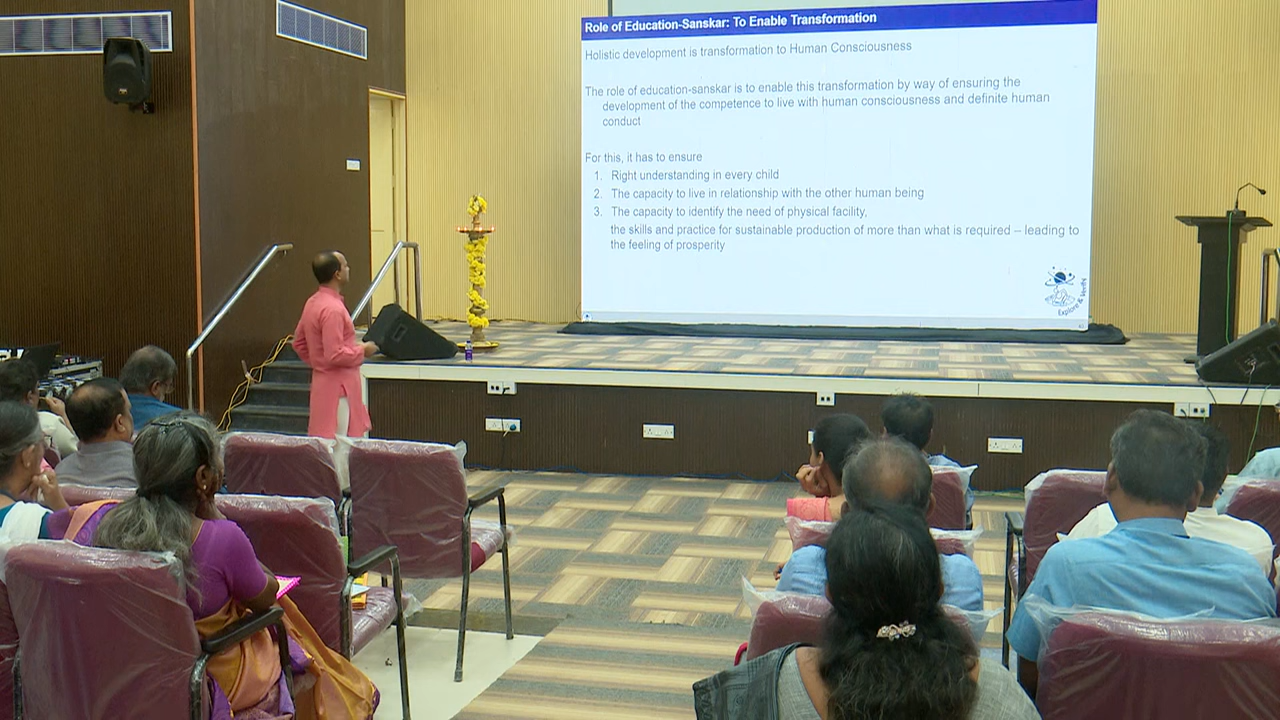 Role of Education-Sanskar: To Enable Transformation
Holistic development is transformation to Human Consciousness
The role of education-sanskar is to enable this transformation by way of ensuring the
development of the competence to live with human consciousness and definite human
conduct
For this, it has to ensure
1. Right understanding in every child
2. The capacity to live in relationship with the other human being
3. The capacity to identify the need of physical facility,
the skills and practice for sustainable production of more than what is required – leading to
the feeling of prosperity
Explore & Verify